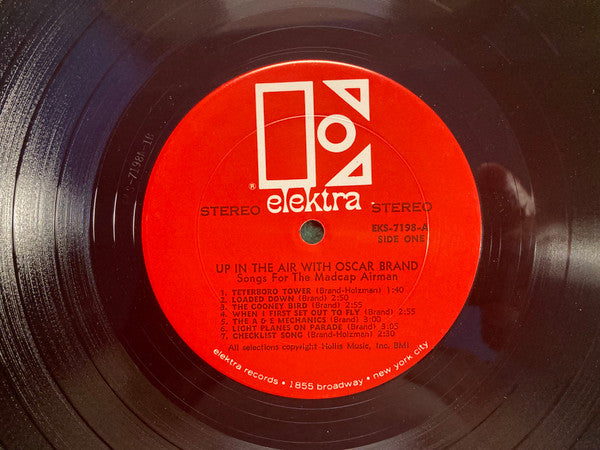 elektra
®
STEREO
STEREO
EKS-7198-A
SIDE ONE
UP IN THE AIR WITH OSCAR BRAND
Songs For The Madcap Airman
1. TETERBORO TOWER (Brand-Holzman) 1:40
2. LOADED DOWN (Brand) 2:50
3. THE GOONEY BIRD (Brand) 2:55
4. WHEN I FIRST SET OUT TO FLY (Brand) 2:55
5. THE A & E MECHANICS (Brand) 3:00
6. LIGHT PLANES ON PARADE (Brand) 3:05
7. CHECKLIST SONG (Brand-Holzman) 2:30
All selections copyright Hollis Music, Inc. BMI
elektra records • 1855 broadway • new york city